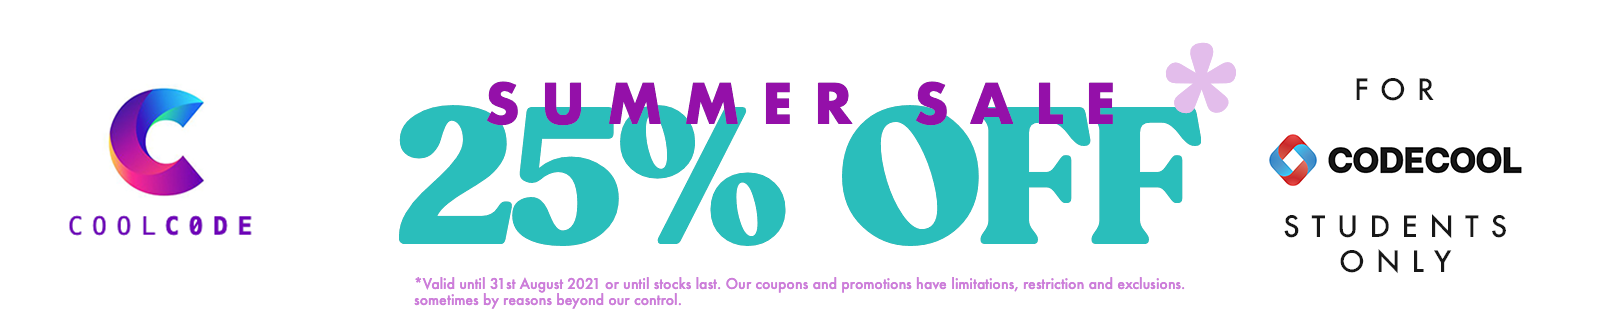 COOLC0DE
SUMMER SALE*
25% OFF
*Valid until 31st August 2021 or until stocks last. Our coupons and promotions have limitations, restriction and exclusions.
sometimes by reasons beyond our control.
FOR
CODECOOL
STUDENTS
ONLY